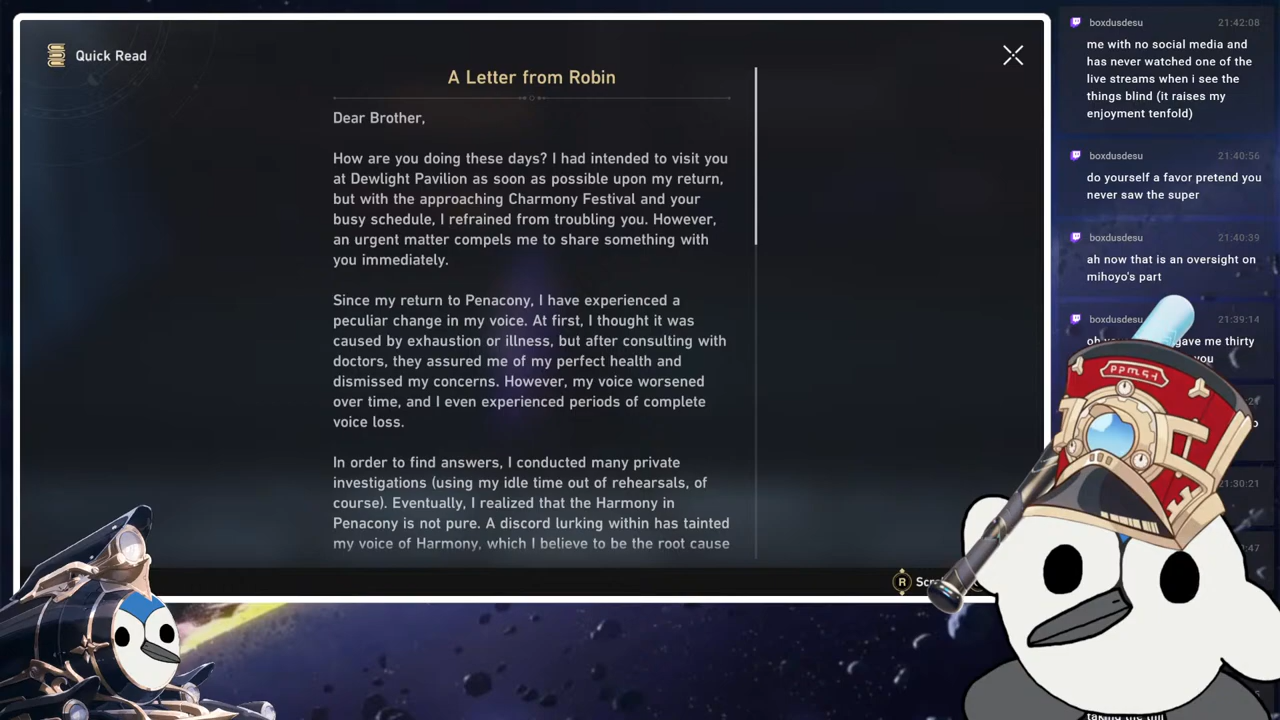 Quick Read
A Letter from Robin
Dear Brother,
How are you doing these days? I had intended to visit you
at Dewlight Pavilion as soon as possible upon my return,
but with the approaching Charmony Festival and your
busy schedule, I refrained from troubling you. However,
an urgent matter compels me to share something with
you immediately.
Since my return to Penacony, I have experienced a
peculiar change in my voice. At first, I thought it was
caused by exhaustion or illness, but after consulting with
doctors, they assured me of my perfect health and
dismissed my concerns. However, my voice worsened
over time, and I even experienced periods of complete
voice loss.
In order to find answers, I conducted many private
investigations (using my idle time out of rehearsals, of
course). Eventually, I realized that the Harmony in
Penacony is not pure. A discord lurking within has tainted
my voice of Harmony, which I believe to be the root cause
R
boxdusdesu 21:42:08
me with no social media and
has never watched one of the
live streams when i see the
things blind (it raises my
enjoyment tenfold)
boxdusdesu 21:40:56
do yourself a favor pretend you
never saw the super
boxdusdesu 21:40:39
ah now that is an oversight on
mihoyo's part
boxdusdesu 21:39:14
gave me thirty
you
21:30:21